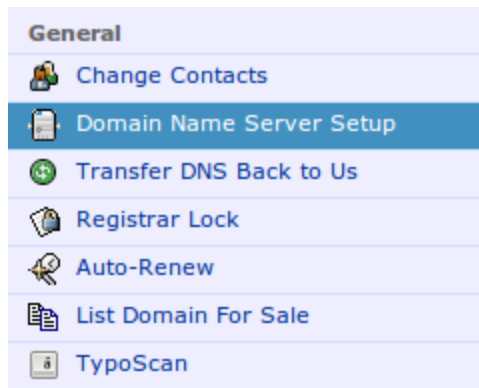 General
Change Contacts
Domain Name Server Setup
Transfer DNS Back to Us
Registrar Lock
Auto-Renew
List Domain For Sale
TypoScan